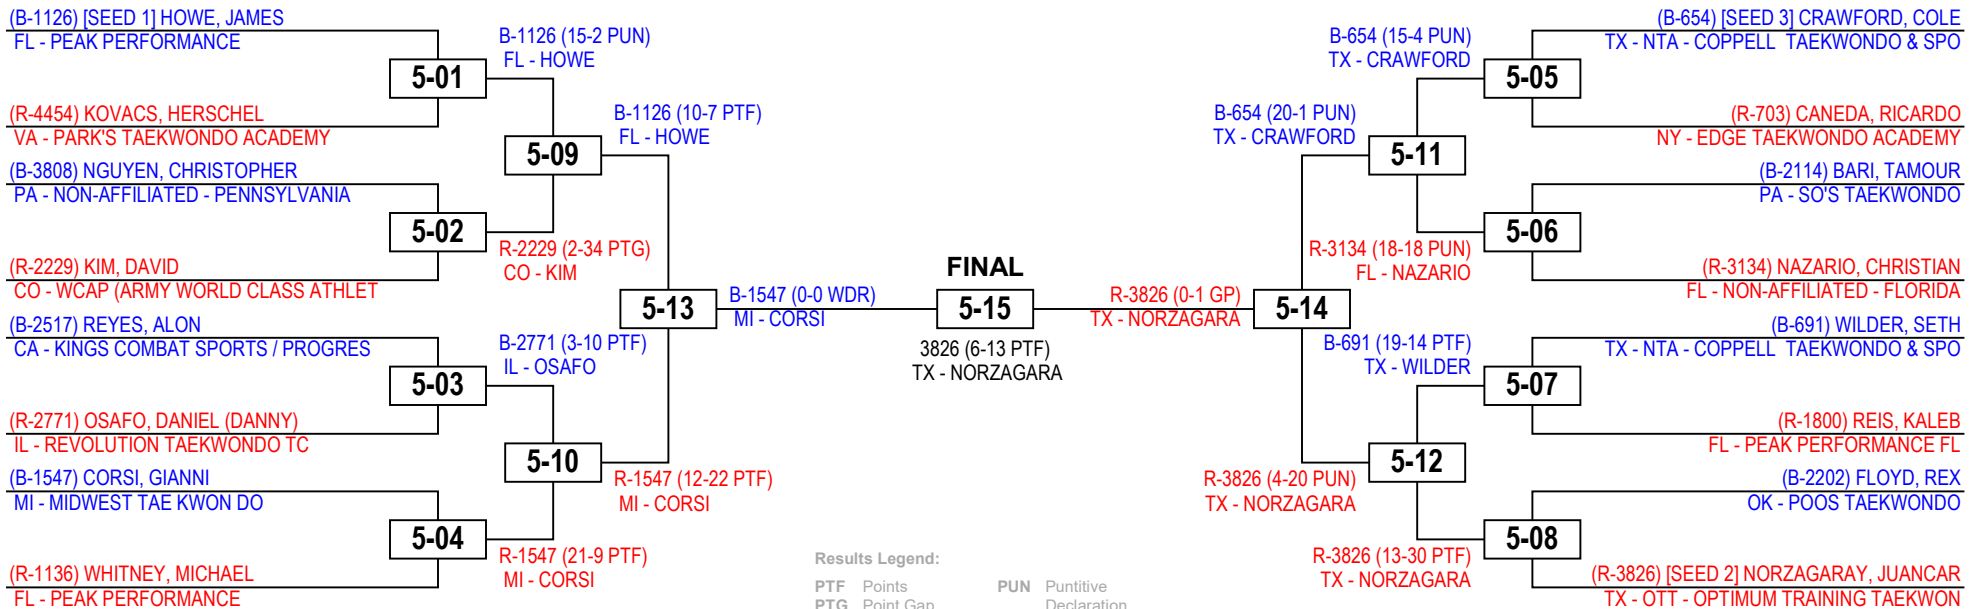 (B-1126) [SEED 1] HOWE, JAMES
FL - PEAK PERFORMANCE
5-01
(R-4454) KOVACS, HERSCHEL
VA - PARK'S TAEKWONDO ACADEMY
(B-3808) NGUYEN, CHRISTOPHER
PA - NON-AFFILIATED - PENNSYLVANIA
5-02
(R-2229) KIM, DAVID
CO - WCAP (ARMY WORLD CLASS ATHLET
(B-2517) REYES, ALON
CA - KINGS COMBAT SPORTS / PROGRES
5-03
(R-2771) OSAFO, DANIEL (DANNY)
IL - REVOLUTION TAEKWONDO TC
(B-1547) CORSI, GIANNI
MI - MIDWEST TAE KWON DO
5-04
(R-1136) WHITNEY, MICHAEL
FL - PEAK PERFORMANCE
B-1126 (15-2 PUN)
FL - HOWE
5-09
R-2229 (2-34 PTG)
CO - KIM
B-2771 (3-10 PTF)
IL - OSAFO
5-10
R-1547 (21-9 PTF)
MI - CORSI
B-1126 (10-7 PTF)
FL - HOWE
5-13
R-1547 (12-22 PTF)
MI - CORSI
B-1547 (0-0 WDR)
MI - CORSI
FINAL
5-15
3826 (6-13 PTF)
TX - NORZAGARA
R-3826 (0-1 GP)
TX - NORZAGARA
5-14
B-654 (20-1 PUN)
TX - CRAWFORD
5-11
R-3826 (4-20 PUN)
TX - NORZAGARA
5-12
B-654 (15-4 PUN)
TX - CRAWFORD
R-3134 (18-18 PUN)
FL - NAZARIO
B-691 (19-14 PTF)
TX - WILDER
R-3826 (13-30 PTF)
TX - NORZAGARA
(B-654) [SEED 3] CRAWFORD, COLE
TX - NTA - COPPELL TAEKWONDO & SPO
5-05
(R-703) CANEDA, RICARDO
NY - EDGE TAEKWONDO ACADEMY
(B-2114) BARI, TAMOUR
PA - SO'S TAEKWONDO
5-06
(R-3134) NAZARIO, CHRISTIAN
FL - NON-AFFILIATED - FLORIDA
(B-691) WILDER, SETH
TX - NTA - COPPELL TAEKWONDO & SPO
5-07
(R-1800) REIS, KALEB
FL - PEAK PERFORMANCE FL
(B-2202) FLOYD, REX
OK - POOS TAEKWONDO
5-08
(R-3826) [SEED 2] NORZAGARAY, JUANCAR
TX - OTT - OPTIMUM TRAINING TAEKWON
Results Legend:
PTF Points PUN Puntitive
PTG Point Gap Declaration